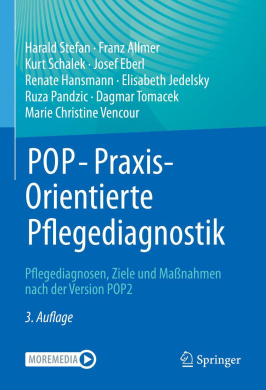 Harald Stefan · Franz Allmer
Kurt Schalek · Josef Eberl
Renate Hansmann · Elisabeth Jedelsky
Ruza Pandzic · Dagmar Tomacek
Marie Christine Vencour
POP - Praxis-
Orientierte
Pflegediagnostik
Pflegediagnosen, Ziele und Maßnahmen
nach der Version POP2
3. Auflage
MOREMEDIA
Springer